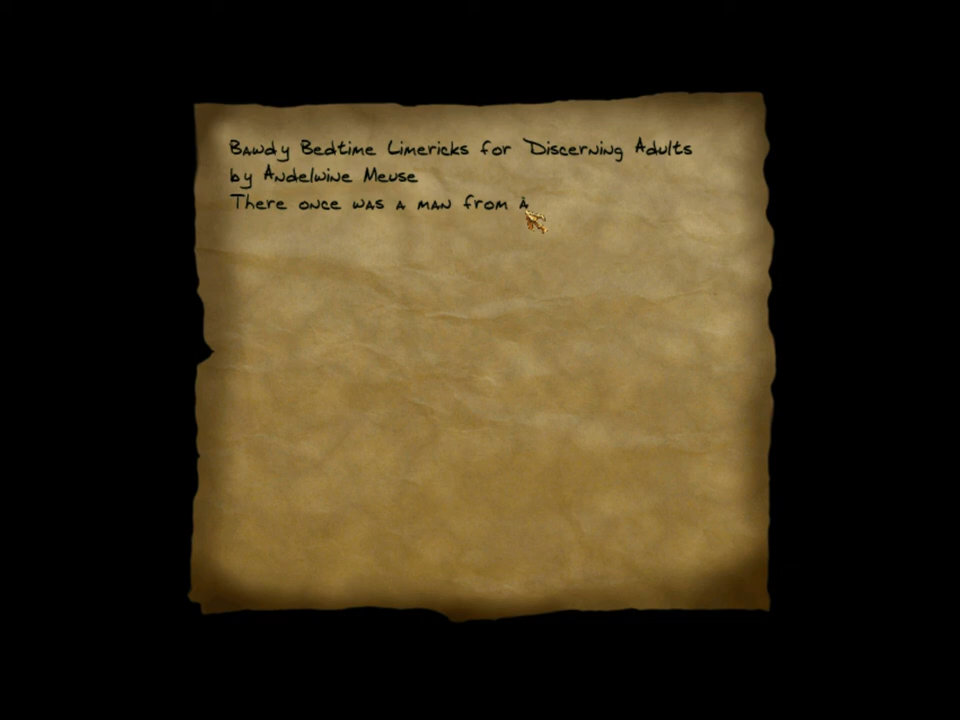 Bawdy Bedtime Limericks for Discerning Adults
by Andelwine Meuse
There once was a man from a